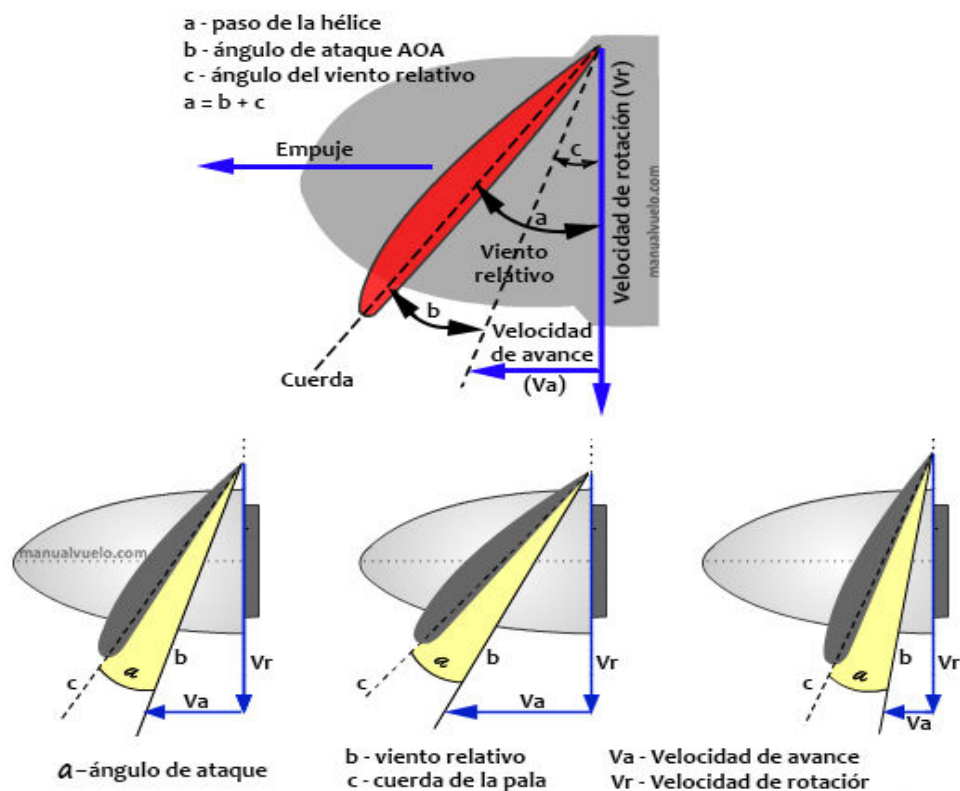 a - paso de la hélice
b - ángulo de ataque AOA
c - ángulo del viento relativo
a = b + c
Empuje
c
a
Velocidad de rotación (Vr)
manualvuelo.com
Viento
relativo
b
Velocidad
de avance
(Va)
Cuerda
manualvuelo.com
c
a
b
Va
Vr
c
a
b
Va
Vr
c
a
b
Va
Vr
a - ángulo de ataque
b - viento relativo
c - cuerda de la pala
Va - Velocidad de avance
Vr - Velocidad de rotación